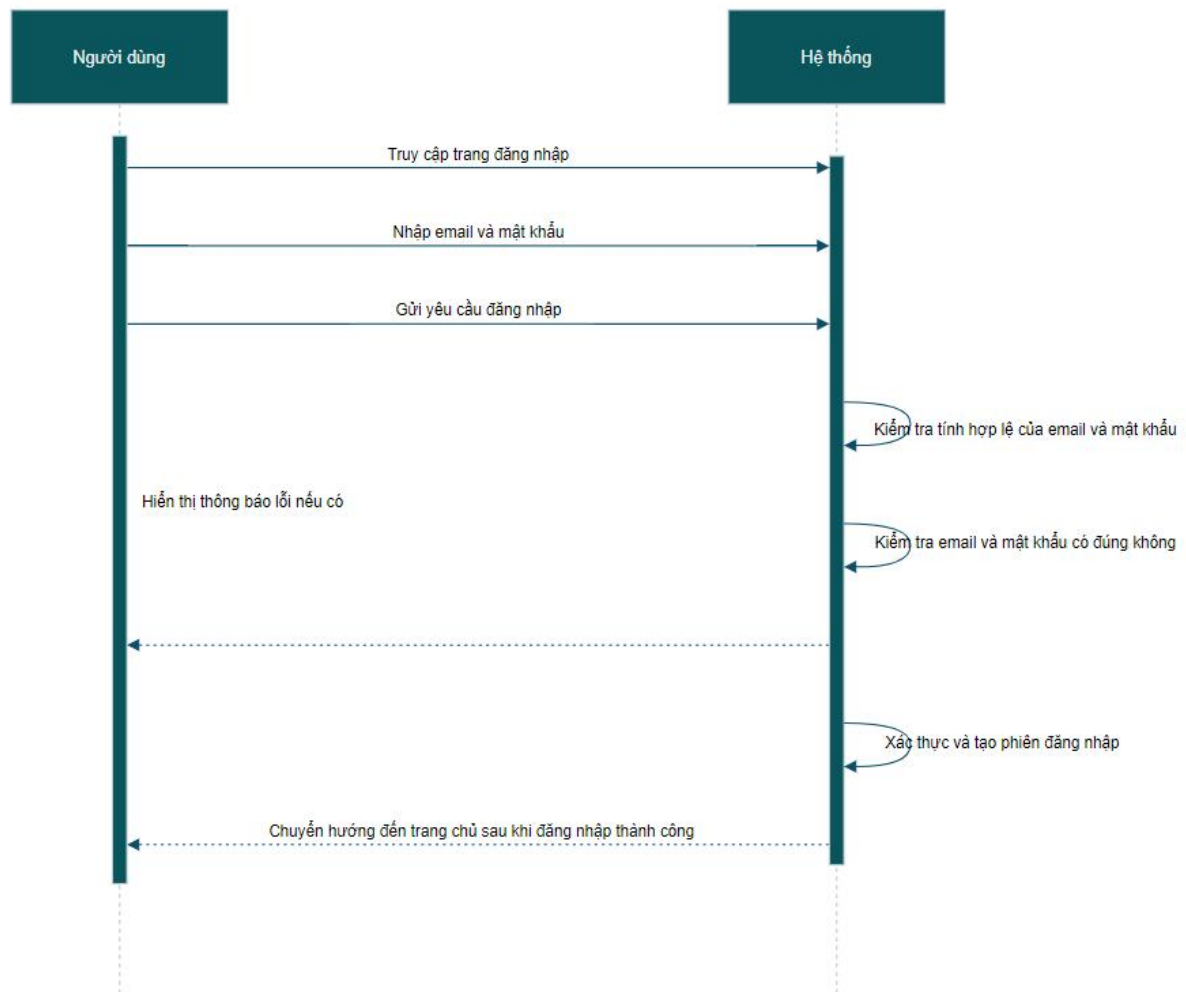 Người dùng
Hệ thống
Truy cập trang đăng nhập
Nhập email và mật khẩu
Gửi yêu cầu đăng nhập
Kiểm tra tính hợp lệ của email và mật khẩu
Hiển thị thông báo lỗi nếu có
Kiểm tra email và mật khẩu có đúng không
Xác thực và tạo phiên đăng nhập
Chuyển hướng đến trang chủ sau khi đăng nhập thành công